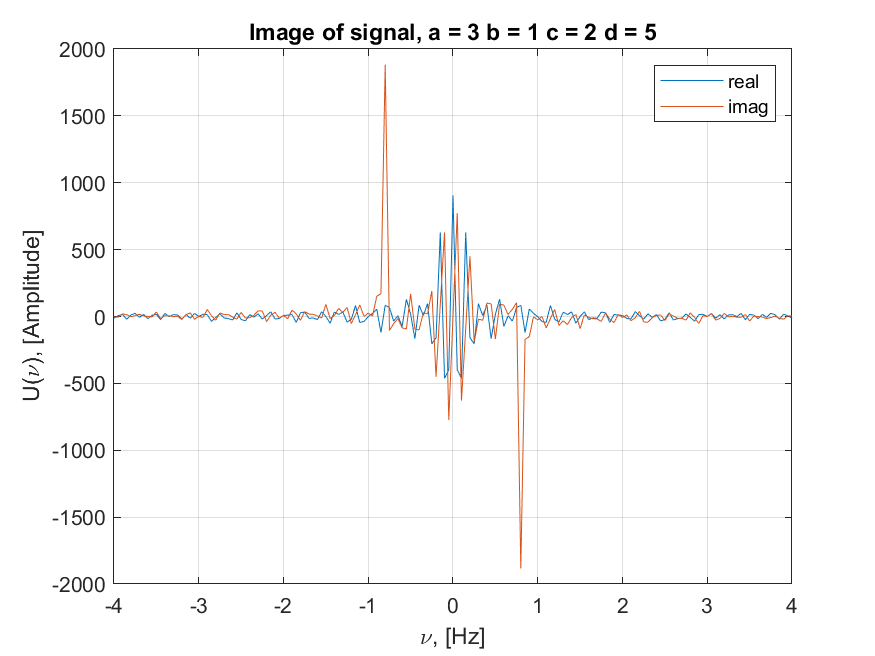 Image of signal, a = 3 b = 1 c = 2 d = 5
real
imag
2000
1500
1000
500
0
-500
-1000
-1500
-2000
U(ν), [Amplitude]
-4 -3 -2 -1 0 1 2 3 4
ν, [Hz]